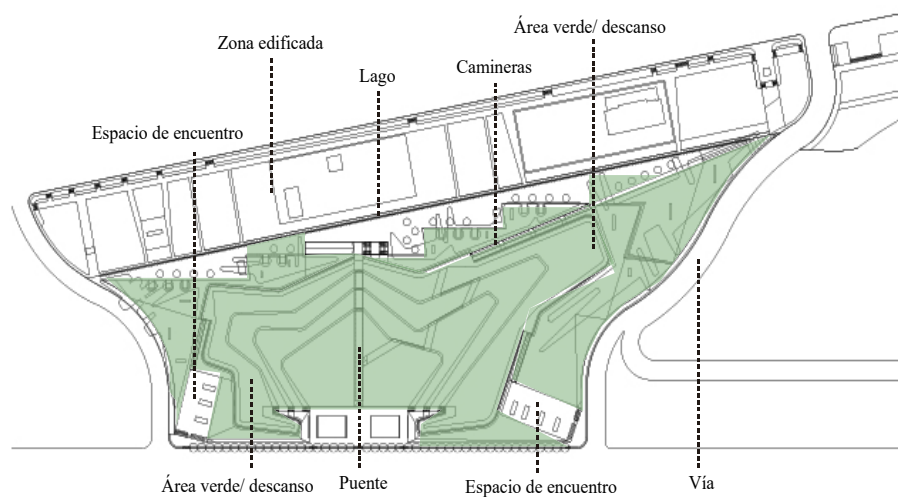 Área verde/ descanso
Zona edificada
Camineras
Lago
Espacio de encuentro
Área verde/ descanso
Puente
Espacio de encuentro
Vía